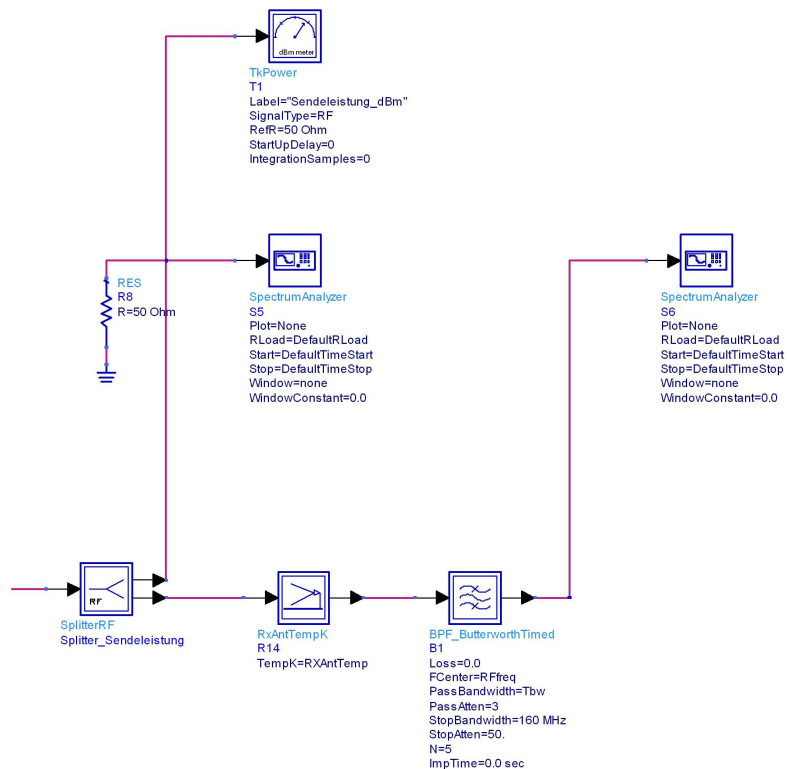 dBm meter
TkPower
T1
Label="Sendeleistung_dBm"
SignalType=RF
RefR=50 Ohm
StartUpDelay=0
IntegrationSamples=0
RES
R8
R=50 Ohm
SpectrumAnalyzer
S5
Plot=None
RLoad=DefaultRLoad
Start=DefaultTimeStart
Stop=DefaultTimeStop
Window=none
WindowConstant=0.0
SpectrumAnalyzer
S6
Plot=None
RLoad=DefaultRLoad
Start=DefaultTimeStart
Stop=DefaultTimeStop
Window=none
WindowConstant=0.0
RF
SplitterRF
Splitter_Sendeleistung
RxAntTempK
R14
TempK=RXAntTemp
BPF_ButterworthTimed
B1
Loss=0.0
FCenter=RFfreq
PassBandwidth=Tbw
PassAtten=3
StopBandwidth=160 MHz
StopAtten=50.
N=5
ImpTime=0.0 sec